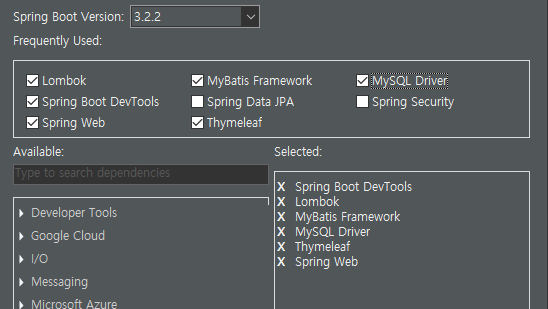 Spring Boot Version: 3.2.2
Frequently Used:
Lombok MyBatis Framework MySQL Driver
Spring Boot DevTools Spring Data JPA Spring Security
Spring Web Thymeleaf
Available:
Type to search dependencies
Developer Tools
Google Cloud
I/O
Messaging
Microsoft Azure
Selected:
X Spring Boot DevTools
X Lombok
X MyBatis Framework
X MySQL Driver
X Thymeleaf
X Spring Web